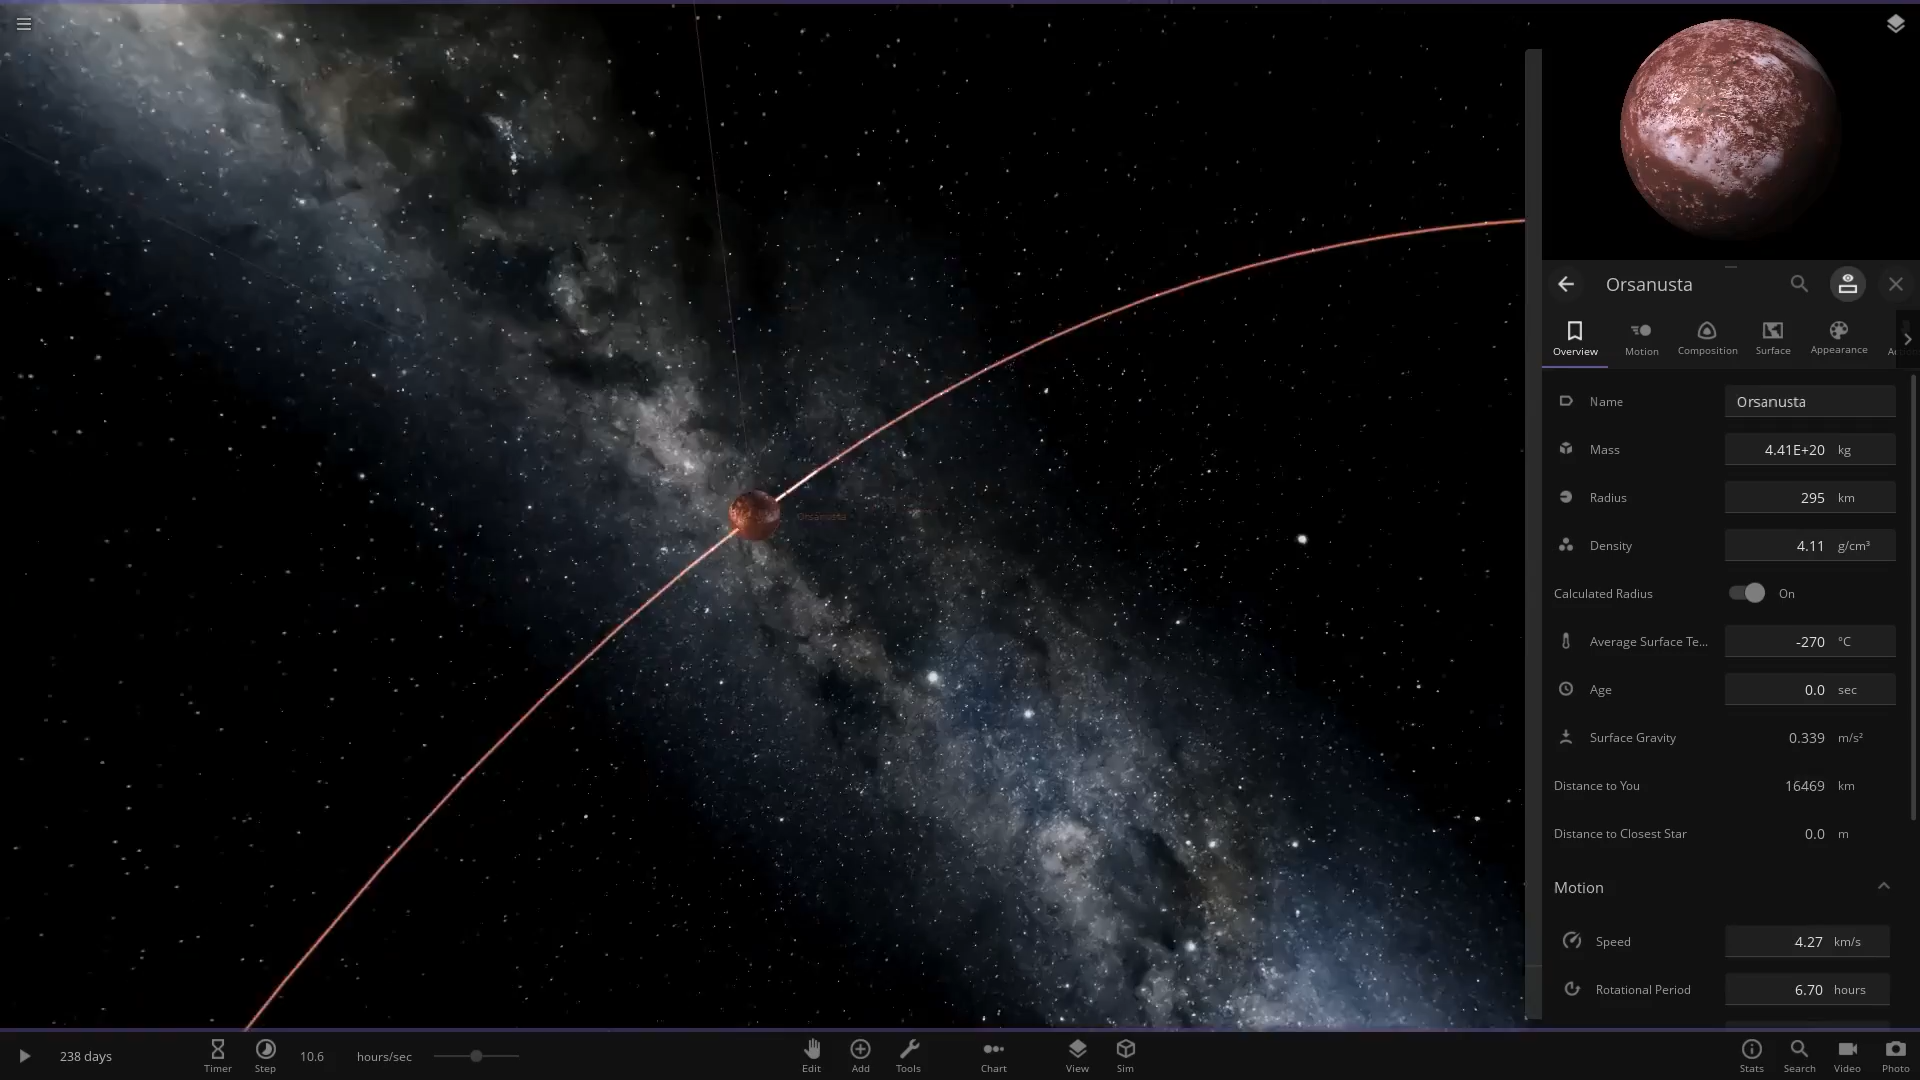 Orsanusta
Overview
Motion
Composition
Surface
Appearance
Name Orsanusta
Mass 4.41E+20 kg
Radius 295 km
Density 4.11 g/cm³
Calculated Radius On
Average Surface Te... -270 °C
Age 0.0 sec
Surface Gravity 0.339 m/s²
Distance to You 16469 km
Distance to Closest Star 0.0 m
Motion
Speed 4.27 km/s
Rotational Period 6.70 hours
Orsanusta
238 days
Timer
Step
10.6 hours/sec
Edit
Add
Tools
Chart
View
Sim
Stats
Search
Video
Photo